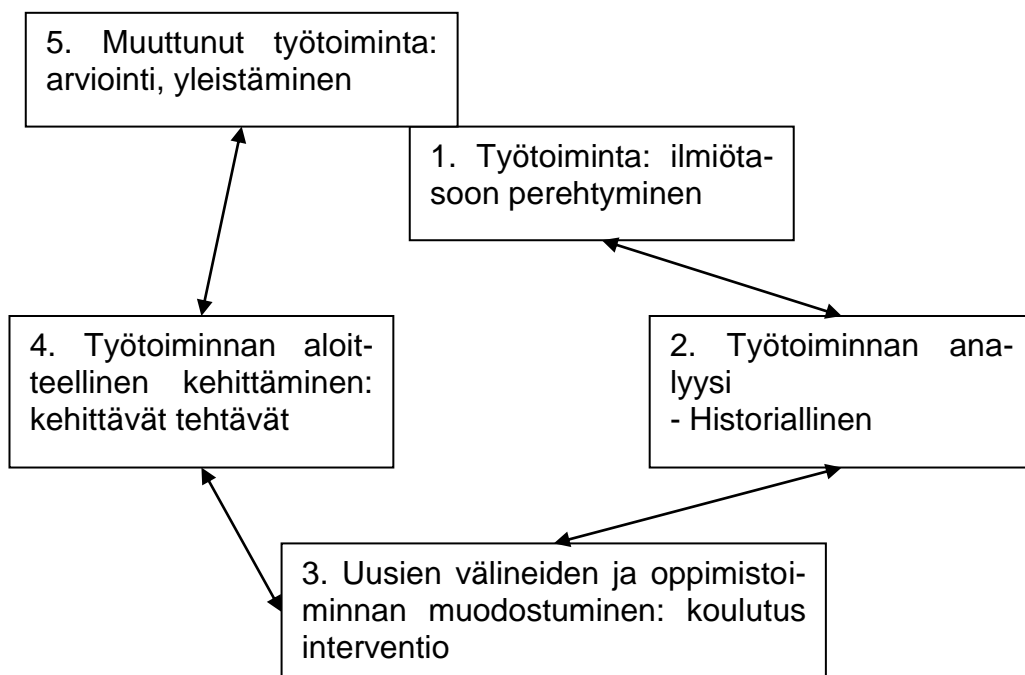 5. Muuttunut työtoiminta:
arviointi, yleistäminen
1. Työtoiminta: ilmiöta-
soon perehtyminen
4. Työtoiminnan aloit-
teellinen kehittäminen:
kehittävät tehtävät
2. Työtoiminnan ana-
lyysi
- Historiallinen
3. Uusien välineiden ja oppimistoi-
minnan muodostuminen: koulutus
interventio